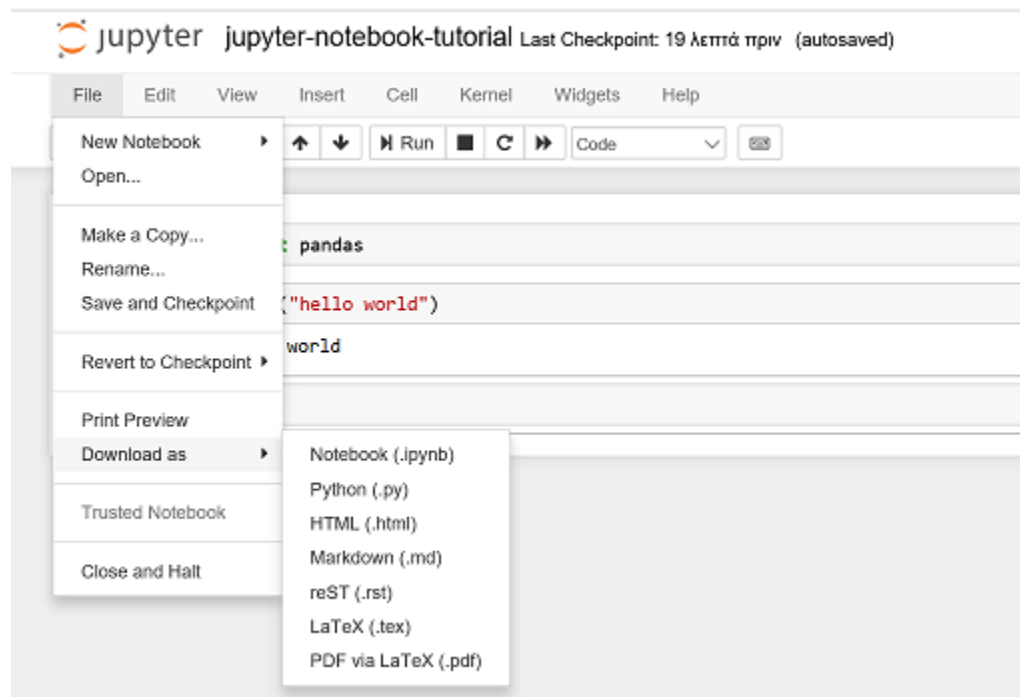 jupyter jupyter-notebook-tutorial Last Checkpoint: 19 λεπτά πριν (autosaved)
File Edit View Insert Cell Kernel Widgets Help
Run Code
New Notebook
Open...
Make a Copy...
Rename...
Save and Checkpoint
Revert to Checkpoint
Print Preview
Download as
Trusted Notebook
Close and Halt
pandas
("hello world")
world
Notebook (.ipynb)
Python (.py)
HTML (.html)
Markdown (.md)
reST (.rst)
LaTeX (.tex)
PDF via LaTeX (.pdf)